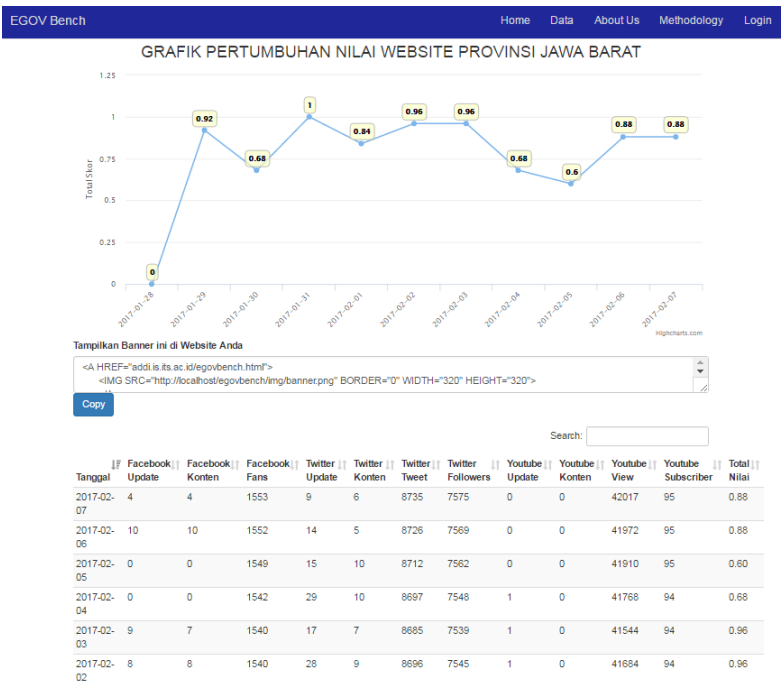 EGOV Bench Home Data About Us Methodology Login
GRAFIK PERTUMBUHAN NILAI WEBSITE PROVINSI JAWA BARAT
Total Skor
1.25
1
0.75
0.5
0.25
0
0
0.92
0.68
1
0.84
0.96
0.96
0.68
0.6
0.88
0.88
2017-01-28
2017-01-29
2017-01-30
2017-01-31
2017-02-01
2017-02-02
2017-02-03
2017-02-04
2017-02-05
2017-02-06
2017-02-07
Highcharts.com
Tampilkan Banner ini di Website Anda
<A HREF="addi.is.its.ac.id/egovbench.html">
<IMG SRC="http://localhost/egovbench/img/banner.png" BORDER="0" WIDTH="320" HEIGHT="320">
Copy
Search:
Tanggal Facebook Update Facebook Konten Facebook Fans Twitter Update Twitter Konten Twitter Tweet Twitter Followers Youtube Update Youtube Konten Youtube View Youtube Subscriber Total Nilai
2017-02-07 4 4 1553 9 6 8735 7575 0 0 42017 95 0.88
2017-02-06 10 10 1552 14 5 8726 7569 0 0 41972 95 0.88
2017-02-05 0 0 1549 15 10 8712 7562 0 0 41910 95 0.60
2017-02-04 0 0 1542 29 10 8697 7548 1 0 41768 94 0.68
2017-02-03 9 7 1540 17 7 8685 7539 1 0 41544 94 0.96
2017-02-02 8 8 1540 28 9 8696 7545 1 0 41684 94 0.96